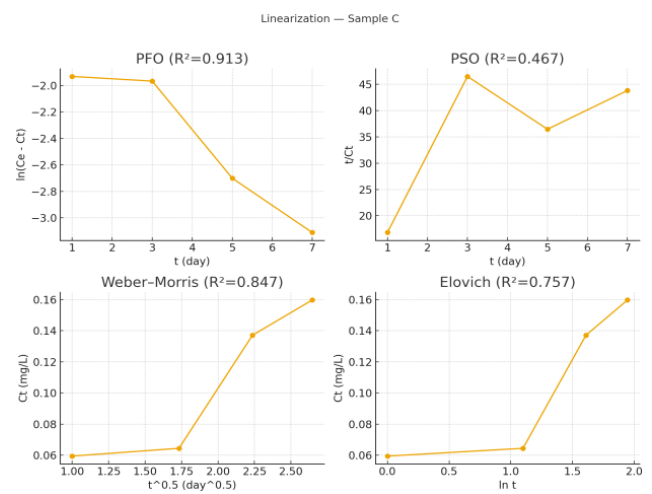 Linearization — Sample C
PFO (R²=0.913)
ln(Ce - Ct)
−2.0
−2.2
−2.4
−2.6
−2.8
−3.0
1 2 3 4 5 6 7
t (day)
PSO (R²=0.467)
t/Ct
45
40
35
30
25
20
1 2 3 4 5 6 7
t (day)
Weber–Morris (R²=0.847)
Ct (mg/L)
0.16
0.14
0.12
0.10
0.08
0.06
1.00 1.25 1.50 1.75 2.00 2.25 2.50
t^0.5 (day^0.5)
Elovich (R²=0.757)
Ct (mg/L)
0.16
0.14
0.12
0.10
0.08
0.06
0.0 0.5 1.0 1.5 2.0
ln t